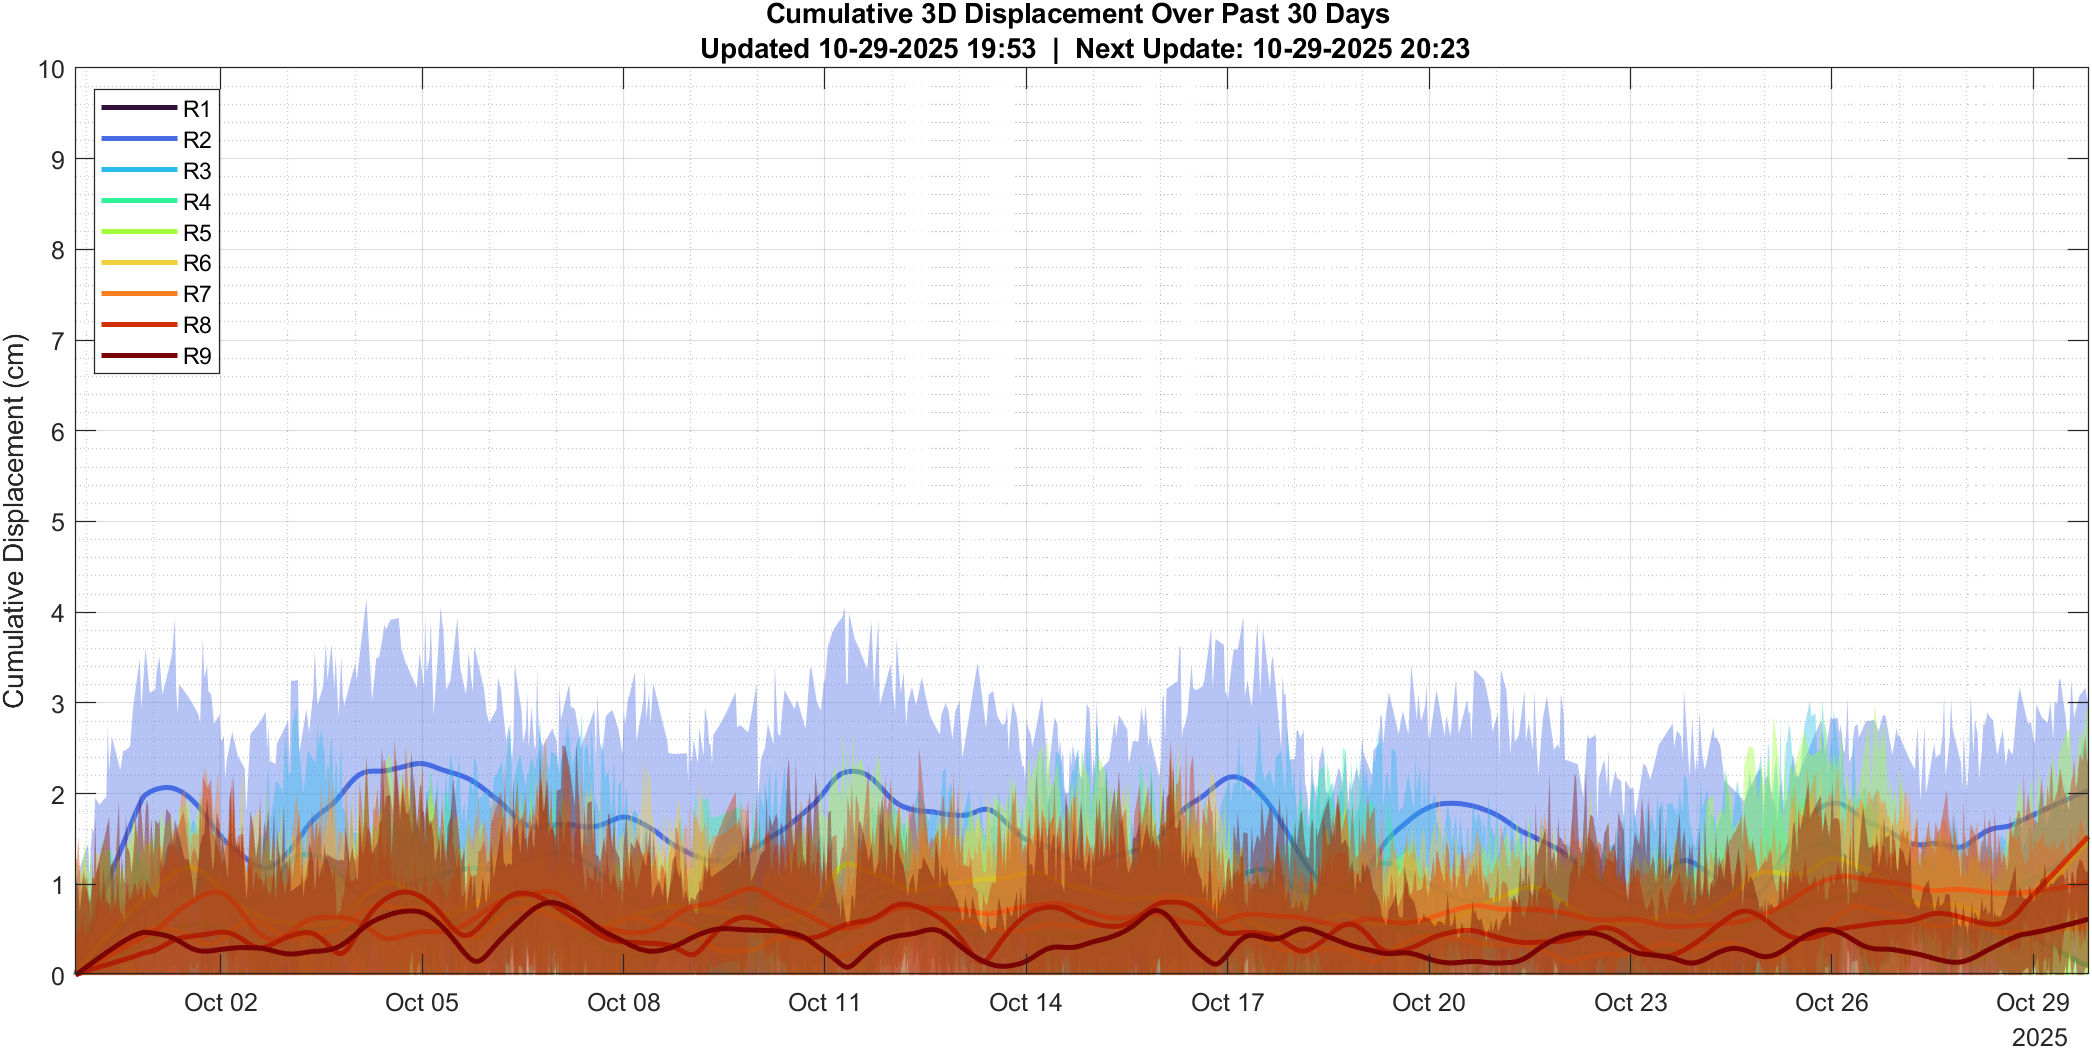 Cumulative 3D Displacement Over Past 30 Days
Updated 10-29-2025 19:53 | Next Update: 10-29-2025 20:23
Cumulative Displacement (cm)
10
9
8
7
6
5
4
3
2
1
0
R1
R2
R3
R4
R5
R6
R7
R8
R9
Oct 02 Oct 05 Oct 08 Oct 11 Oct 14 Oct 17 Oct 20 Oct 23 Oct 26 Oct 29
2025